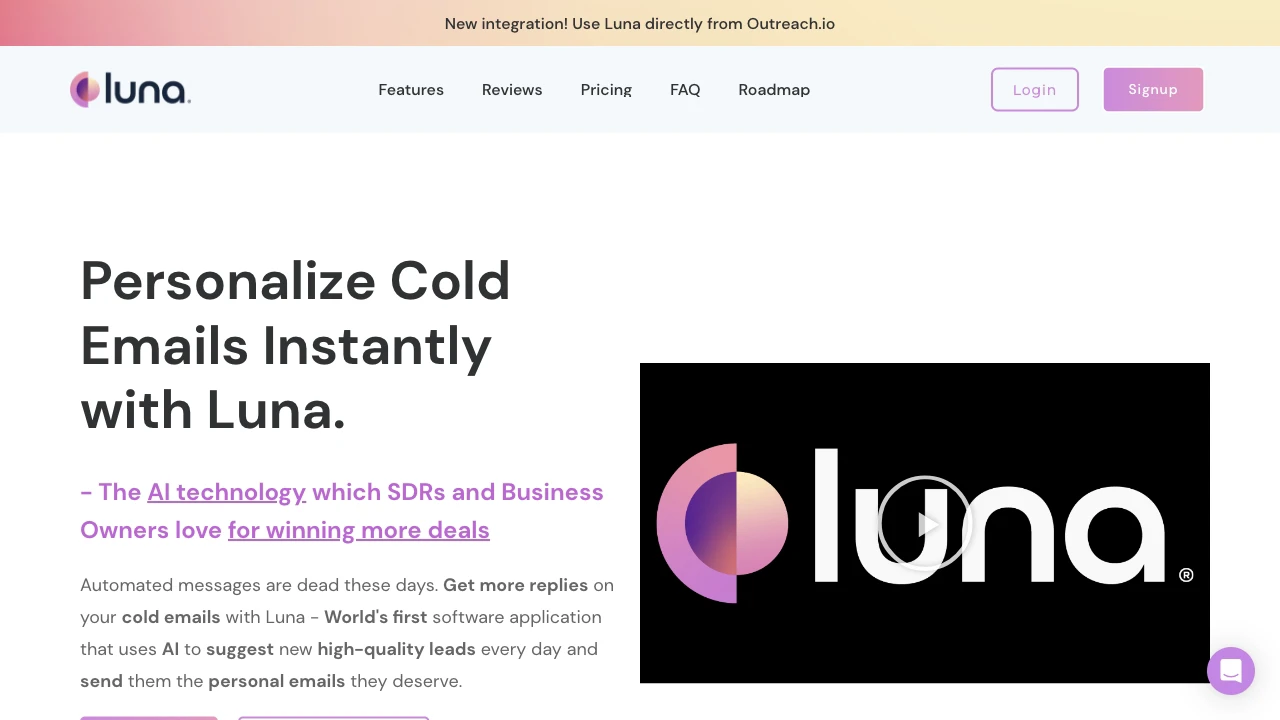 New integration! Use Luna directly from Outreach.io
luna.
Features
Reviews
Pricing
FAQ
Roadmap
Login
Signup
Personalize Cold
Emails Instantly
with Luna.
- The AI technology which SDRs and Business
Owners love for winning more deals
Automated messages are dead these days. Get more replies on
your cold emails with Luna - World's first software application
that uses AI to suggest new high-quality leads every day and
send them the personal emails they deserve.
luna®